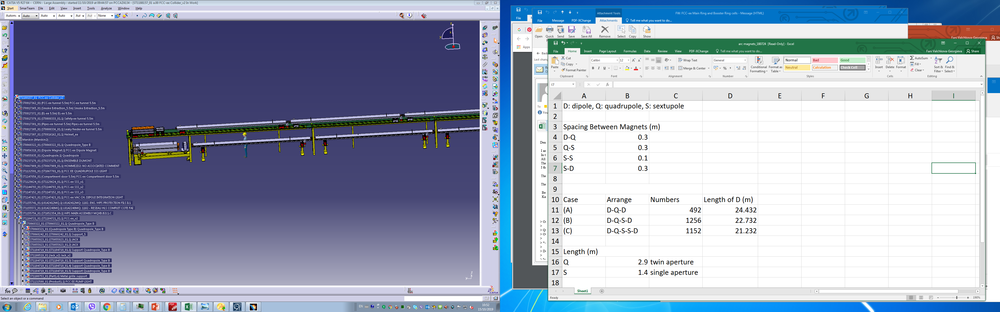 CATIA V5 R27 64 - CERN : Large Assembly : started 11/10/2019 at 09:44:57 on PCCAZ4134 - [ST1188157_01 a.00 FCC-ee Collider_v2 In Work]
Start SmarTeam File Edit View Insert Tools Analyze Window Help
Autom Auto Auto Auto Aut Aut None
z
x
y
ST1188157_01 FCC-ee Collider_v2
ST0917362_01 (FCC-ee tunnel 5.5m) FCC-ee tunnel 5.5m
ST0917365_01 (Smoke Extraction_5.5m) Smoke Extraction_5.5m
ST0917372_01 (EL-ee 5.5m) EL-ee 5.5m
ST0917379_01 (ST0800333_01.1) Safety-ee tunnel 5.5m
ST0917381_01 (Pipes-ee tunnel 5.5m) Pipes-ee tunnel 5.5m
ST0917385_01 (ST0800336_01.1) Leaky feeder-ee tunnel 5.5m
ST0917387_01 (ST0916162_01.1) Helmet_ee
Manikin (Manikin2)
ST0860322_01 (ST0860322_01.1) Quadropole_Type B
ST0856319_01 (Dipole Magnet.1) FCC-ee Dipole Magnet
ST0855935_01 (Quadrupole.1) Quadropole
ST0237170_01 (ST0237170_01.1) ENSEMBLE DUMONT
ST0067989_01 (ST0067989_01.1) HOMME2D2: NO ASSOCIATED COMMENT
ST1132591_01 (ST1067701_01.1) FCC EE QUADRUPOLE SSS LIGHT
ST1147056_01 (Compartment door 5.5m) FCC-ee Compartment door 5.5m
ST1129624_01 (ST1129624_01.1) FCC-ee SSS_v1
ST1144793_01 (ST1144793_01.1) FCC-ee SSS_v2
ST1147152_01 (ST1147152_01.1) FCC-ee SSS_v3
ST1147423_01 (ST1147423_01.1) FCC-ee VAC CH. DIPOLE INTEGRATION LIGHT
ST1155741_01 (L0142412MQ.1) L0142412MQ: 1102. ENS. WPS PROTECTION FILS IL1
ST1155572_01 (L0142249MQ.1) L0142249MQ: 1102 - RESEAU HLS COMPLET COTE FAI
ST1155756_01 (ST1052354_09.1) WPS MAIN ASSEMBLY MQXB.B2L1.C
ST1184721_01 (ST1184721_01.1) FCC-ee_v2
ST0860322_01 (ST0860322_01.1) Quadropole_Type B
ST0860321_01 (Quadropole Type B) Quadropole_Type B
ST0860242_01 (ST0860242_01.1) Support_5
ST0855923_01 (ST0855923_01.1) JACK
ST0855923_01 (ST0855923_01.2) JACK
ST1184719_01 (ST1184719_01.1) Support Quadropole_Type B
ST1188519_01 (Jack_v2) Jack_v2
ST1184719_01 (ST1184719_01.3) Support Quadropole_Type B
ST1184719_01 (ST1184719_01.4) Support Quadropole_Type B
ST1184719_01 (ST1184719_01.5) Support Quadropole_Type B
ST1188753_01 (Part1.6) Metal grille support
ST1132588_01 (Product1.1) FCC EE PUMP LIGHT
CATIA
Select an object or a command
EN
10:52
15/10/2019
Attachment Tools
FW: FCC-ee Main Ring and Booster Ring cells - Message (HTML)
File
File Message PDF-XChange Attachments Tell me what you want to do...
Open Quick Send Save Save All Remove Select Copy Show
Apps
Back
Last chang
To
You
Dea
I am
In t
All
The
I th
The
The
Be
Ka
Fani Valchkova-Georgieva Sh
arc magnets_180724 [Read-Only] - Excel
File Home Insert Page Layout Formulas Data Review View PDF-XChange Tell me what you want to do...
Fani Valchkova-Georgieva Share
Paste Cut Copy Format Painter
Calibri 12
B I U
Wrap Text
Merge & Center
General
Conditional Formatting Format as Table
Normal Bad Good
Neutral Calculation Check Cell
Insert Delete Format
AutoSum Fill Clear
Sort & Filter Find & Select
Clipboard Font Alignment Number Styles Cells Editing
I7 fx
A B C D E F G H I
1 D: dipole, Q: quadrupole, S: sextupole
2
3 Spacing Between Magnets (m)
4 D-Q 0.3
5 Q-S 0.3
6 S-S 0.1
7 S-D 0.3
8
9
10 Case Arrange Numbers Length of D (m)
11 (A) D-Q-D 492 24.432
12 (B) D-Q-S-D 1256 22.732
13 (C) D-Q-S-S-D 1152 21.232
14
15 Length (m)
16 Q 2.9 twin aperture
17 S 1.4 single aperture
18
Sheet1
Ready
190%